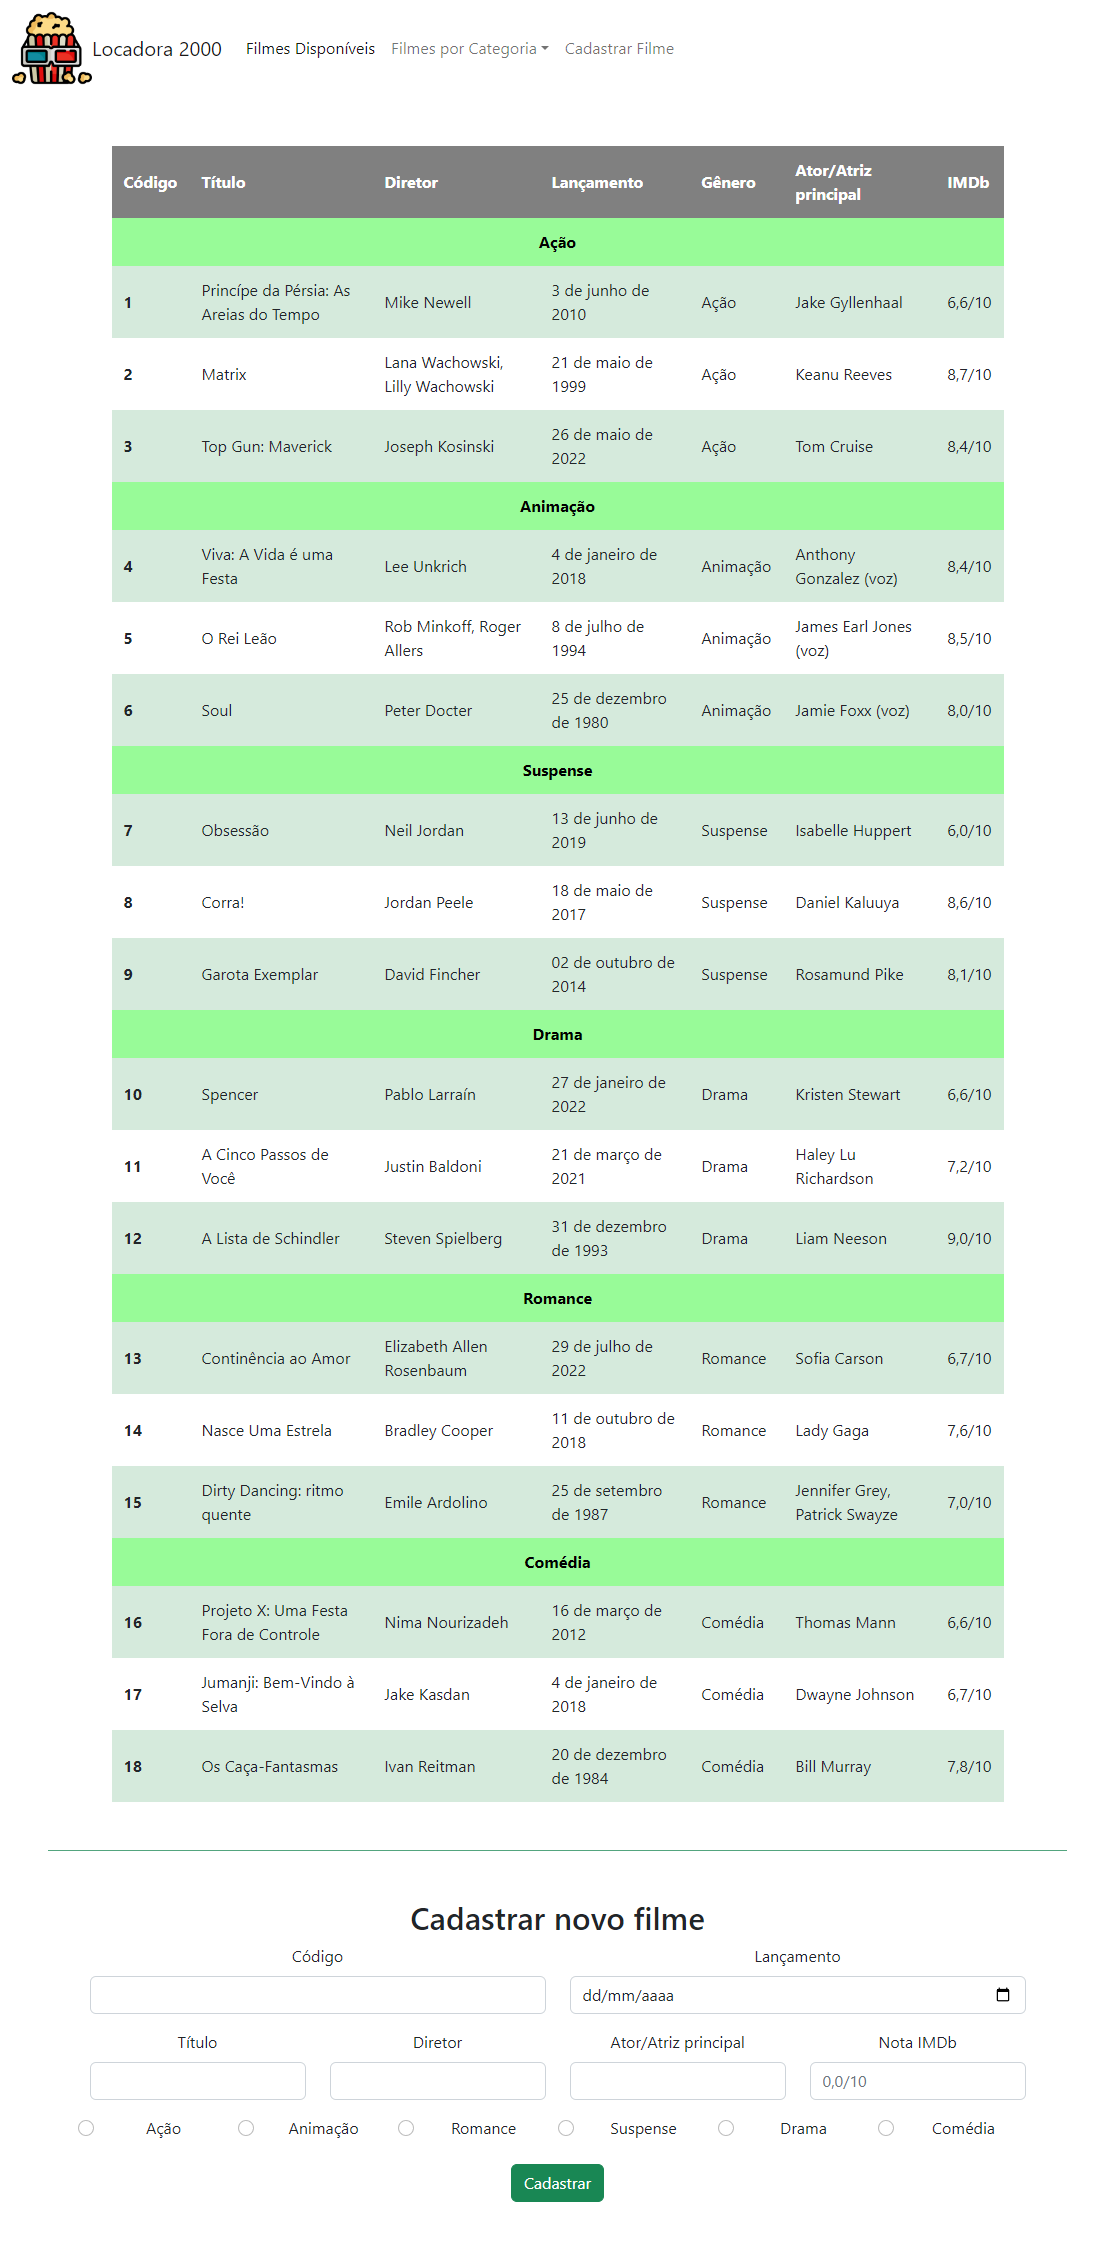 Locadora 2000 Filmes Disponíveis Filmes por Categoria Cadastrar Filme
Código Título Diretor Lançamento Gênero Ator/Atriz principal IMDb
Ação
1 Princípe da Pérsia: As Areias do Tempo Mike Newell 3 de junho de 2010 Ação Jake Gyllenhaal 6,6/10
2 Matrix Lana Wachowski, Lilly Wachowski 21 de maio de 1999 Ação Keanu Reeves 8,7/10
3 Top Gun: Maverick Joseph Kosinski 26 de maio de 2022 Ação Tom Cruise 8,4/10
Animação
4 Viva: A Vida é uma Festa Lee Unkrich 4 de janeiro de 2018 Animação Anthony Gonzalez (voz) 8,4/10
5 O Rei Leão Rob Minkoff, Roger Allers 8 de julho de 1994 Animação James Earl Jones (voz) 8,5/10
6 Soul Peter Docter 25 de dezembro de 1980 Animação Jamie Foxx (voz) 8,0/10
Suspense
7 Obsessão Neil Jordan 13 de junho de 2019 Suspense Isabelle Huppert 6,0/10
8 Corra! Jordan Peele 18 de maio de 2017 Suspense Daniel Kaluuya 8,6/10
9 Garota Exemplar David Fincher 02 de outubro de 2014 Suspense Rosamund Pike 8,1/10
Drama
10 Spencer Pablo Larraín 27 de janeiro de 2022 Drama Kristen Stewart 6,6/10
11 A Cinco Passos de Você Justin Baldoni 21 de março de 2021 Drama Haley Lu Richardson 7,2/10
12 A Lista de Schindler Steven Spielberg 31 de dezembro de 1993 Drama Liam Neeson 9,0/10
Romance
13 Continência ao Amor Elizabeth Allen Rosenbaum 29 de julho de 2022 Romance Sofia Carson 6,7/10
14 Nasce Uma Estrela Bradley Cooper 11 de outubro de 2018 Romance Lady Gaga 7,6/10
15 Dirty Dancing: ritmo quente Emile Ardolino 25 de setembro de 1987 Romance Jennifer Grey, Patrick Swayze 7,0/10
Comédia
16 Projeto X: Uma Festa Fora de Controle Nima Nourizadeh 16 de março de 2012 Comédia Thomas Mann 6,6/10
17 Jumanji: Bem-Vindo à Selva Jake Kasdan 4 de janeiro de 2018 Comédia Dwayne Johnson 6,7/10
18 Os Caça-Fantasmas Ivan Reitman 20 de dezembro de 1984 Comédia Bill Murray 7,8/10
Cadastrar novo filme
Código Lançamento
dd/mm/aaaa
Título Diretor Ator/Atriz principal Nota IMDb
0,0/10
Ação Animação Romance Suspense Drama Comédia
Cadastrar